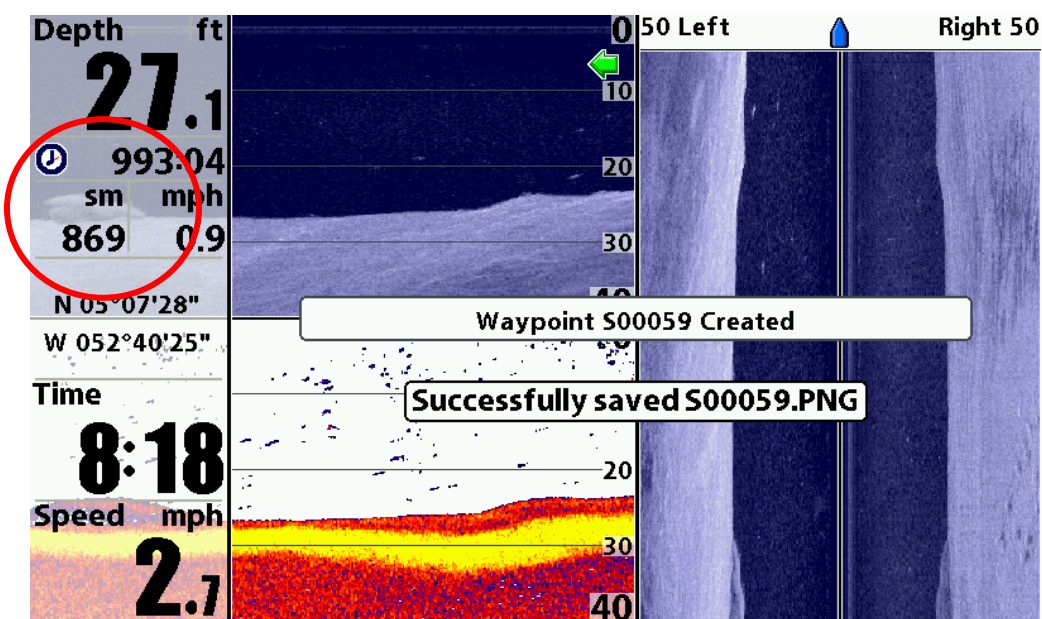 Depth ft
27.1
993:04
sm mph
869 0.9
N 05°07'28"
W 052°40'25"
Time
8:18
Speed mph
2.7
0
10
20
30
40
0
20
30
40
50 Left
Right 50
Waypoint S00059 Created
Successfully saved S00059.PNG